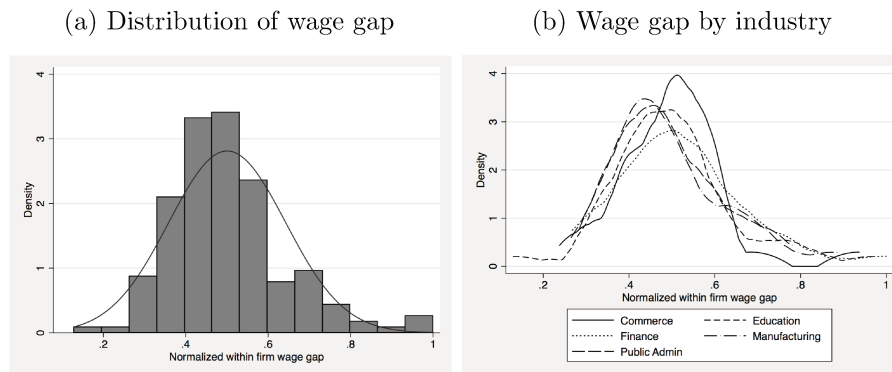 (a) Distribution of wage gap
Density
4
3
2
1
0
.2 .4 .6 .8 1
Normalized within firm wage gap
(b) Wage gap by industry
Density
4
3
2
1
0
.2 .4 .6 .8 1
Normalized within firm wage gap
Commerce Education
Finance Manufacturing
Public Admin